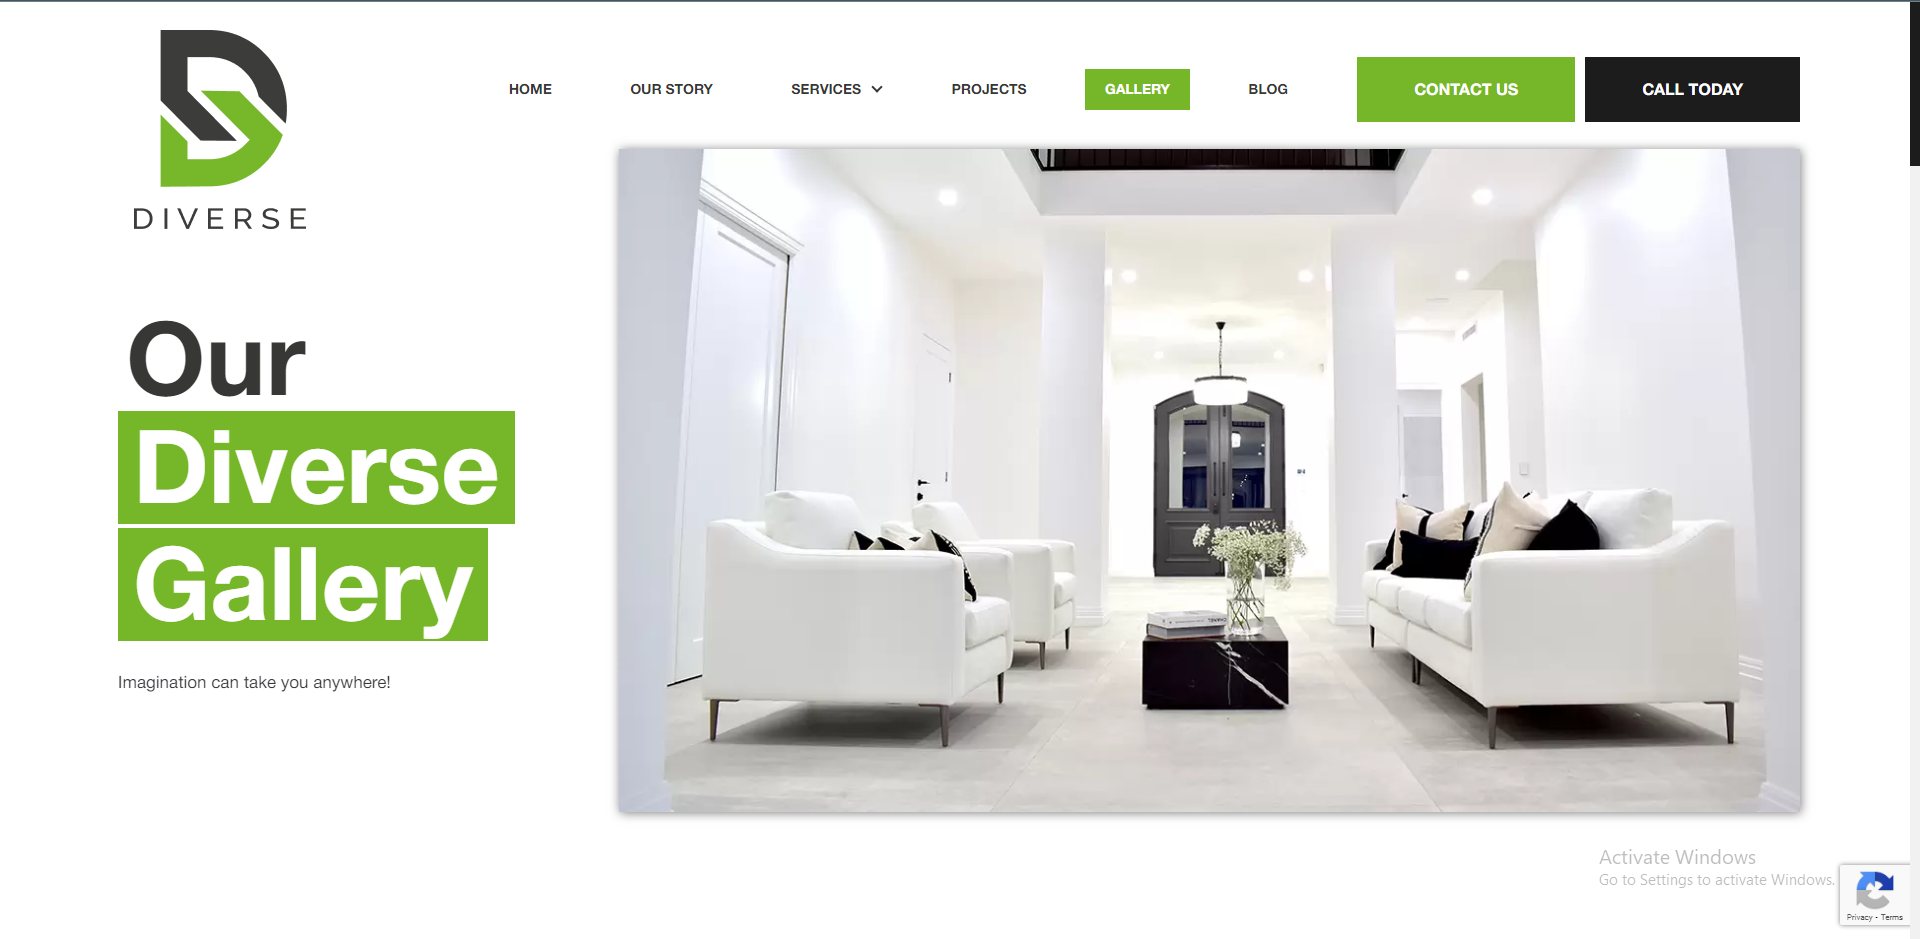 DIVERSE
HOME
OUR STORY
SERVICES
PROJECTS
GALLERY
BLOG
CONTACT US
CALL TODAY
Our
Diverse
Gallery
Imagination can take you anywhere!
Activate Windows
Go to Settings to activate Windows.
Privacy - Terms